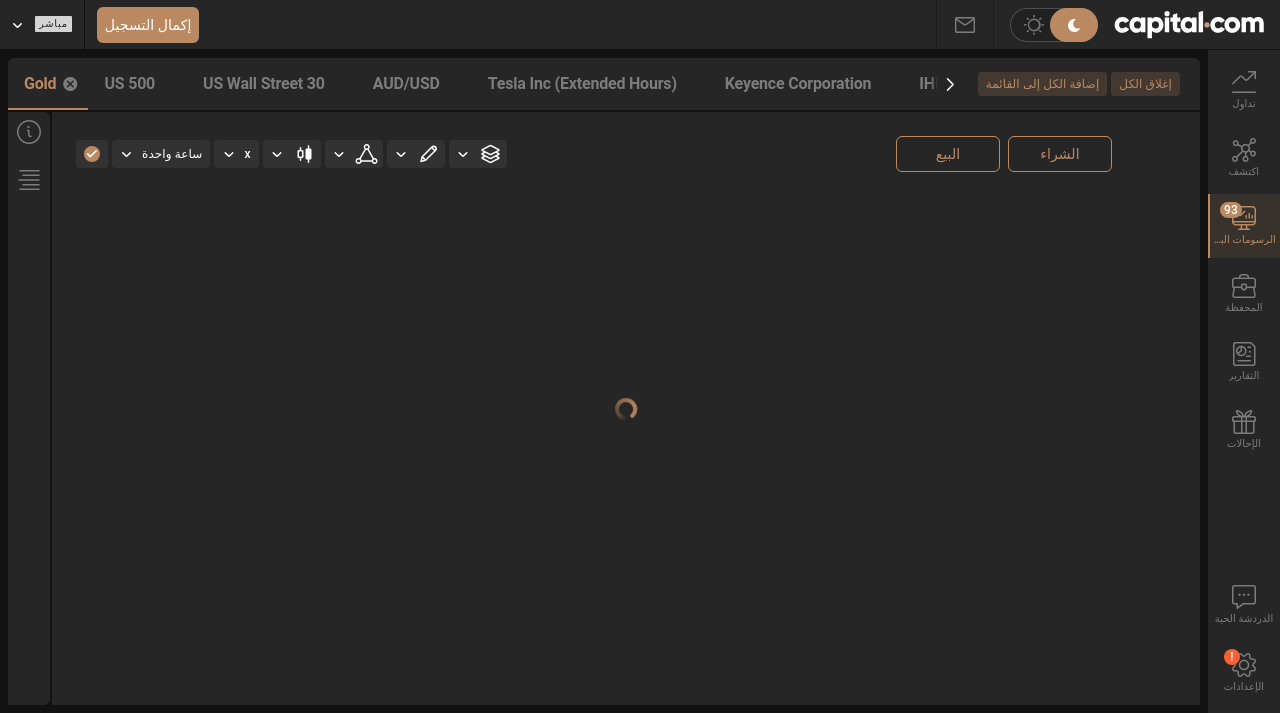 مباشر
إكمال التسجيل
capital.com
Gold
US 500
US Wall Street 30
AUD/USD
Tesla Inc (Extended Hours)
Keyence Corporation
IHI
إضافة الكل إلى القائمة
إغلاق الكل
ساعة واحدة
x
البيع
الشراء
تداول
اكتشف
93
الرسومات البـ...
المحفظة
التقارير
الإحالات
الدردشة الحية
!
الإعدادات